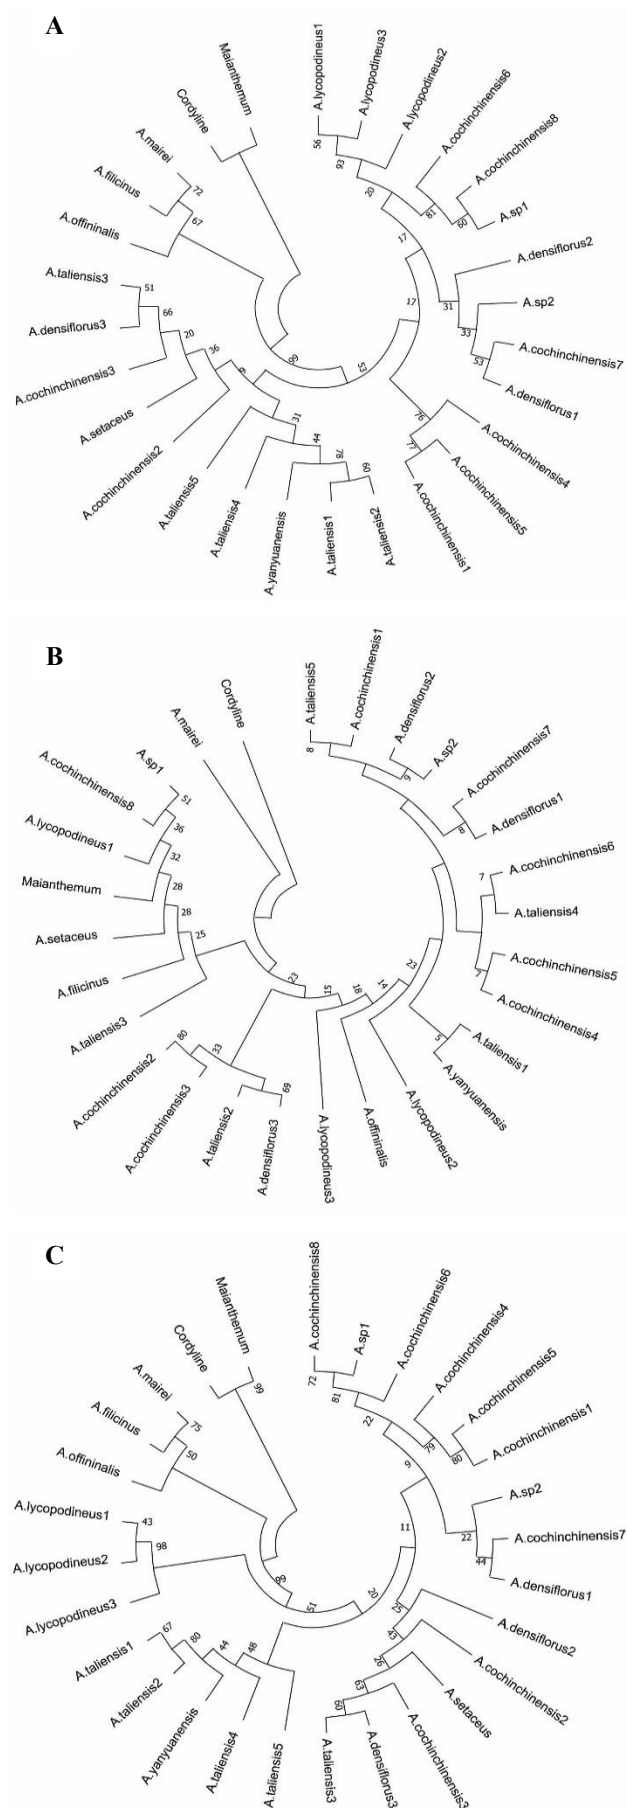 A
Maianthemum
Cordyline
A.mairei
A.filicinus
A.offininalis
A.taliensis3
A.densiflorus3
A.cochinchinensis3
A.setaceus
A.cochinchinensis2
A.taliensis5
A.taliensis4
A.yanyuanensis
A.taliensis1
A.taliensis2
A.cochinchinensis1
A.cochinchinensis5
A.cochinchinensis4
A.densiflorus1
A.cochinchinensis7
A.sp2
A.densiflorus2
A.sp1
A.cochinchinensis8
A.cochinchinensis6
A.lycopodineus2
A.lycopodineus3
A.lycopodineus1
56
93
20
81
60
17
31
33
53
17
76
77
53
99
72
67
51
66
20
36
9
31
44
78
60
B
Cordyline
A.mairei
A.sp1
A.cochinchinensis8
A.lycopodineus1
Maianthemum
A.setaceus
A.filicinus
A.taliensis3
A.cochinchinensis2
A.cochinchinensis3
A.taliensis2
A.densiflorus3
A.lycopodineus3
A.offininalis
A.lycopodineus2
A.yanyuanensis
A.taliensis1
A.cochinchinensis4
A.cochinchinensis5
A.taliensis4
A.cochinchinensis6
A.densiflorus1
A.cochinchinensis7
A.sp2
A.densiflorus2
A.cochinchinensis1
A.taliensis5
8
9
8
7
7
5
23
14
18
15
23
51
36
32
28
28
25
80
33
69
C
Maianthemum
Cordyline
A.mairei
A.filicinus
A.offininalis
A.lycopodineus1
A.lycopodineus2
A.lycopodineus3
A.taliensis1
A.taliensis2
A.yanyuanensis
A.taliensis4
A.taliensis5
A.taliensis3
A.densiflorus3
A.cochinchinensis3
A.setaceus
A.cochinchinensis2
A.densiflorus2
A.densiflorus1
A.cochinchinensis7
A.sp2
A.cochinchinensis1
A.cochinchinensis5
A.cochinchinensis4
A.cochinchinensis6
A.sp1
A.cochinchinensis8
72
81
22
79
80
9
22
44
11
25
43
26
63
60
20
51
99
99
75
50
43
98
67
80
44
48